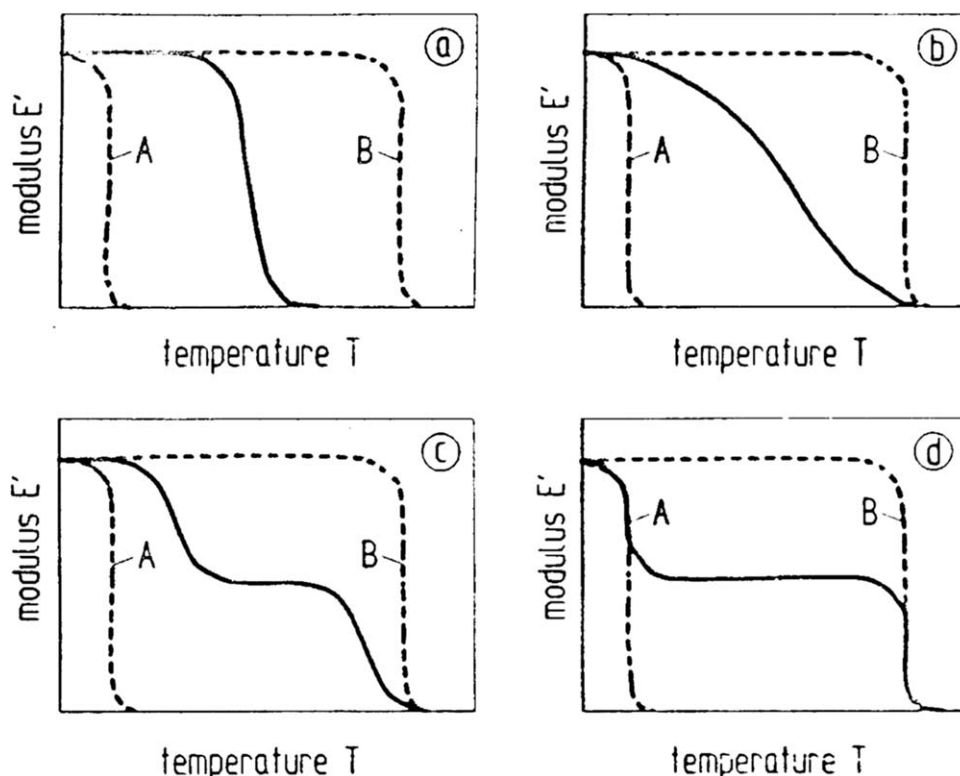 ⓐ
modulus E′
A
B
temperature T
ⓑ
modulus E′
A
B
temperature T
ⓒ
modulus E′
A
B
temperature T
ⓓ
modulus E′
A
B
temperature T